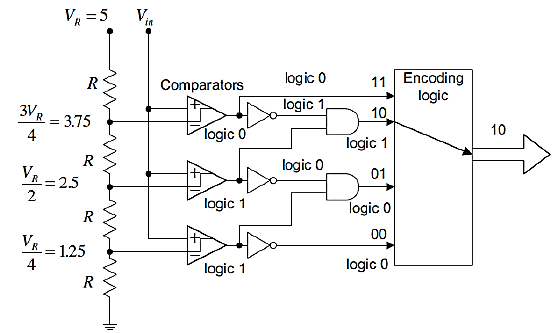 V_R = 5
V_in
R
Comparators
logic 0
11
Encoding
logic
3V_R/4 = 3.75
logic 1
10
logic 0
logic 1
10
R
V_R/2 = 2.5
logic 0
01
logic 1
logic 0
R
V_R/4 = 1.25
00
logic 1
logic 0
R